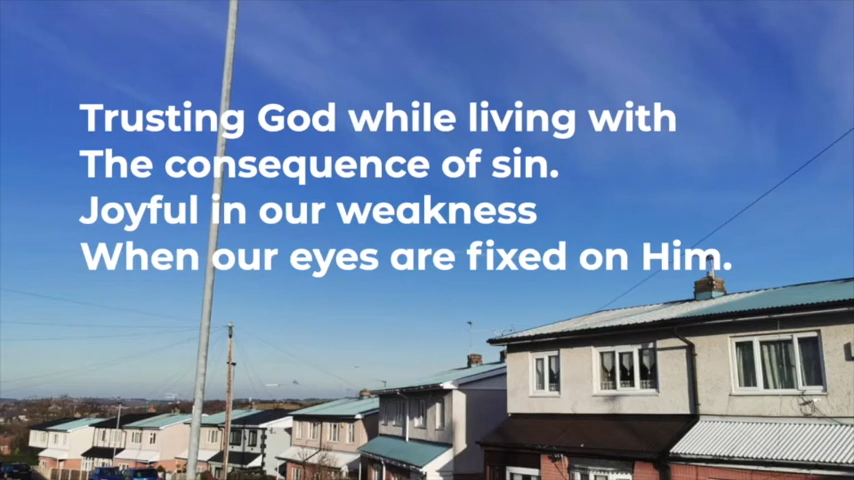 Trusting God while living with
The consequence of sin.
Joyful in our weakness
When our eyes are fixed on Him.